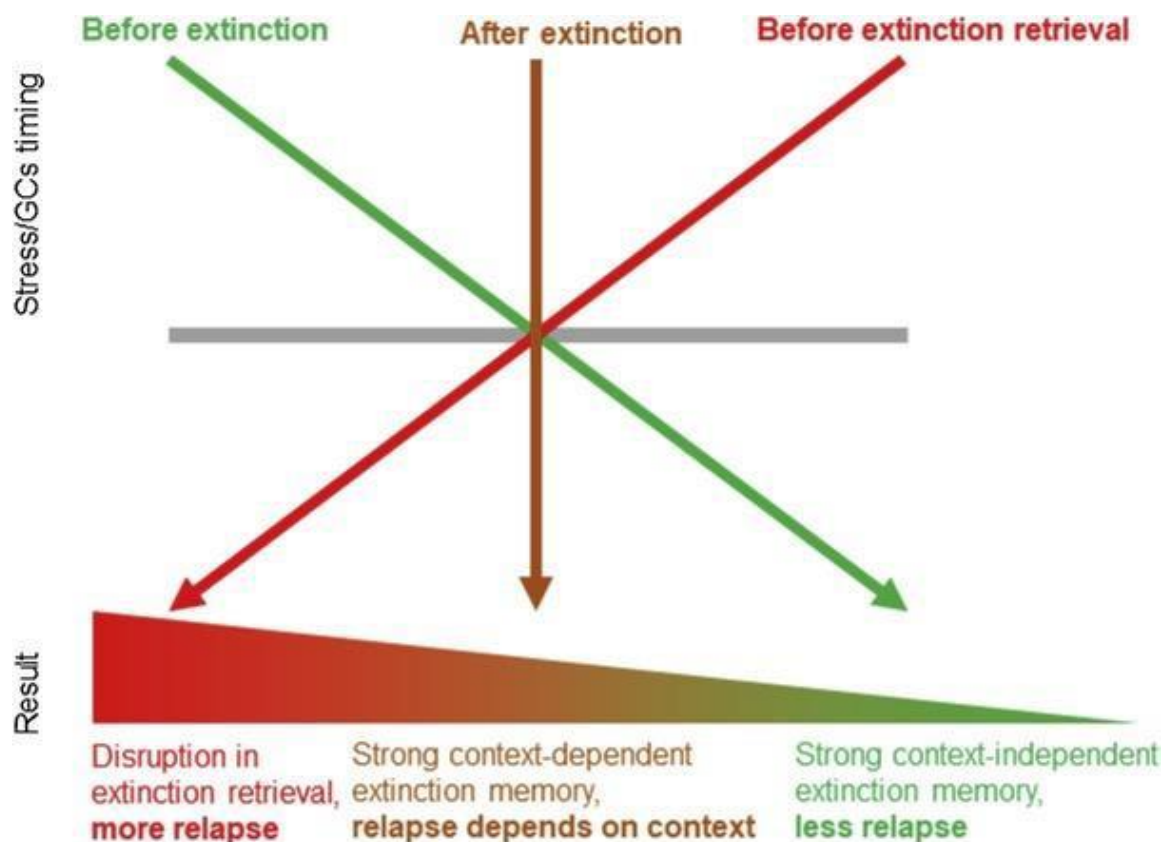 Before extinction
After extinction
Before extinction retrieval
Stress/GCs timing
Result
Disruption in
extinction retrieval,
more relapse
Strong context-dependent
extinction memory,
relapse depends on context
Strong context-independent
extinction memory,
less relapse